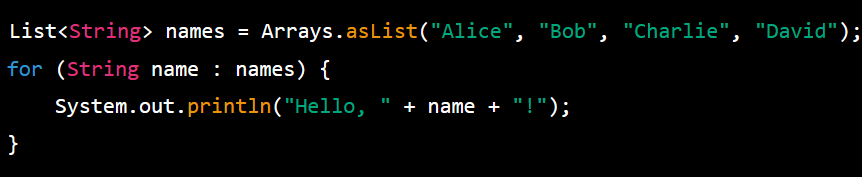 List<String> names = Arrays.asList("Alice", "Bob", "Charlie", "David");
for (String name : names) {
    System.out.println("Hello, " + name + "!");
}